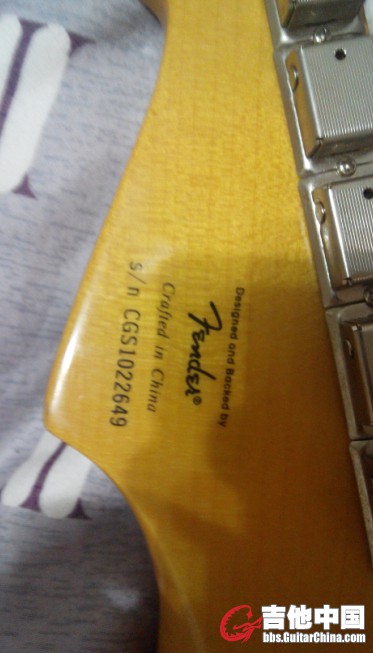 Designed and Backed by
Fender®
Crafted in China
s/n CGS1022649
吉他中国
bbs.GuitarChina.com